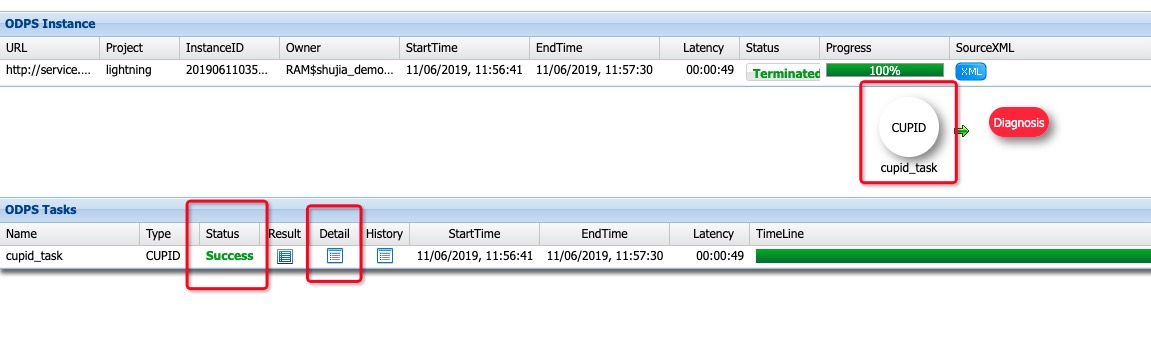 ODPS Instance
URL Project InstanceID Owner StartTime EndTime Latency Status Progress SourceXML
http://service.... lightning 20190611035... RAM$shujia_demo... 11/06/2019, 11:56:41 11/06/2019, 11:57:30 00:00:49 Terminated 100% XML
CUPID Diagnosis
cupid_task
ODPS Tasks
Name Type Status Result Detail History StartTime EndTime Latency TimeLine
cupid_task CUPID Success 11/06/2019, 11:56:41 11/06/2019, 11:57:30 00:00:49